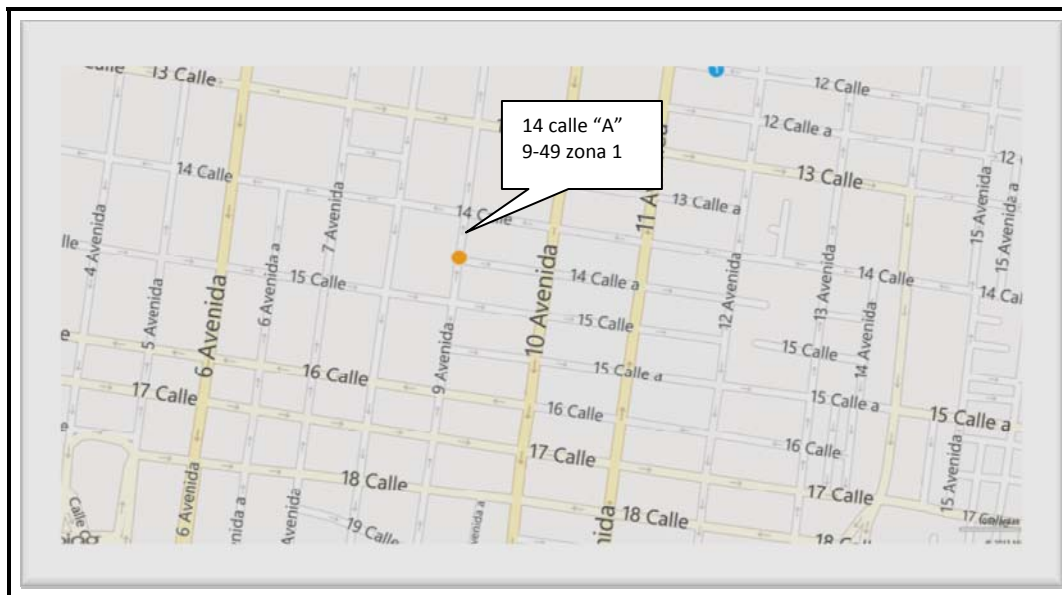 13 Calle
12 Calle
12 Calle a
13 Calle
14 calle “A”
9-49 zona 1
14 Calle
14 Calle
13 Calle a
7 Avenida
15 Avenida
15 Avenida a
4 Avenida
15 Calle
14 Calle a
14 Calle
5 Avenida
6 Avenida
6 Avenida a
9 Avenida
10 Avenida
12 Avenida
13 Avenida
14 Avenida
15 Calle
15 Calle
16 Calle
15 Calle a
15 Calle a
15 Calle a
17 Calle
16 Calle
16 Calle
17 Calle
18 Calle
17 Calle
15 Avenida
6 Avenida
18 Calle
19 Calle
17 Calle